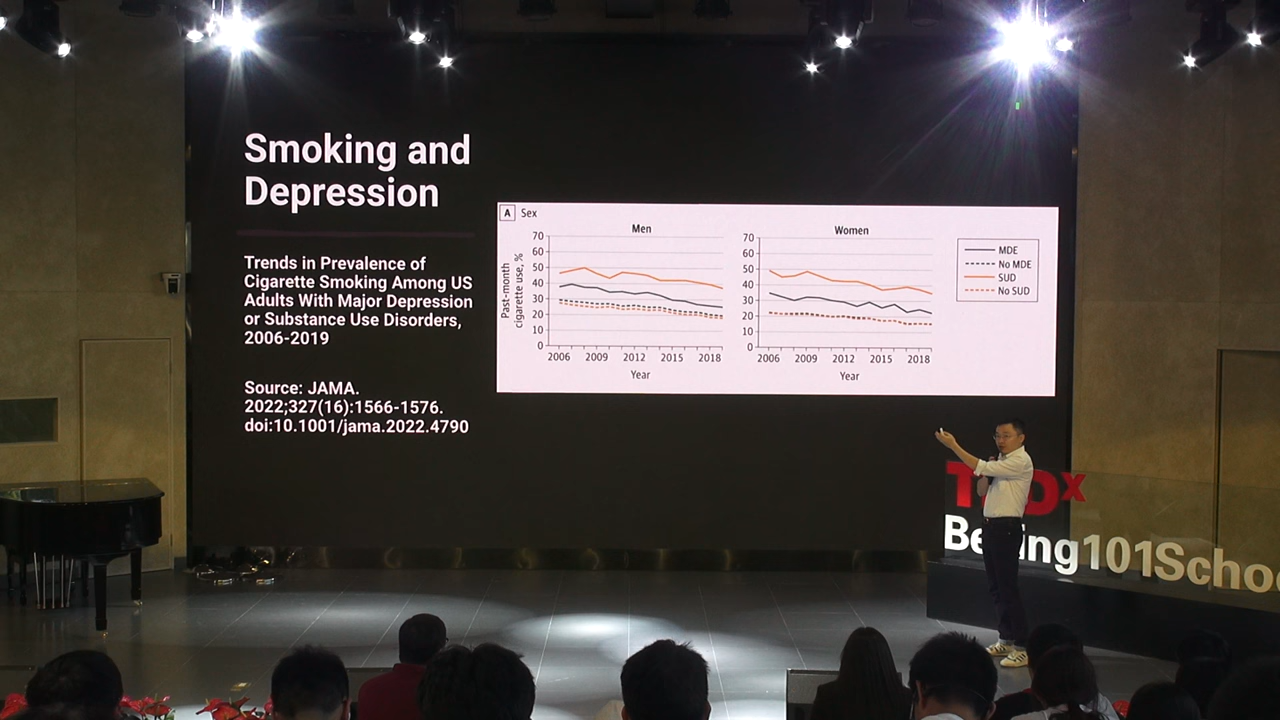 Smoking and
Depression
Trends in Prevalence of
Cigarette Smoking Among US
Adults With Major Depression
or Substance Use Disorders,
2006-2019
Source: JAMA.
2022;327(16):1566-1576.
doi:10.1001/jama.2022.4790
A Sex
Men
Past-month
cigarette use, %
70
60
50
40
30
20
10
0
2006 2009 2012 2015 2018
Year
Women
70
60
50
40
30
20
10
0
2006 2009 2012 2015 2018
Year
MDE
No MDE
SUD
No SUD